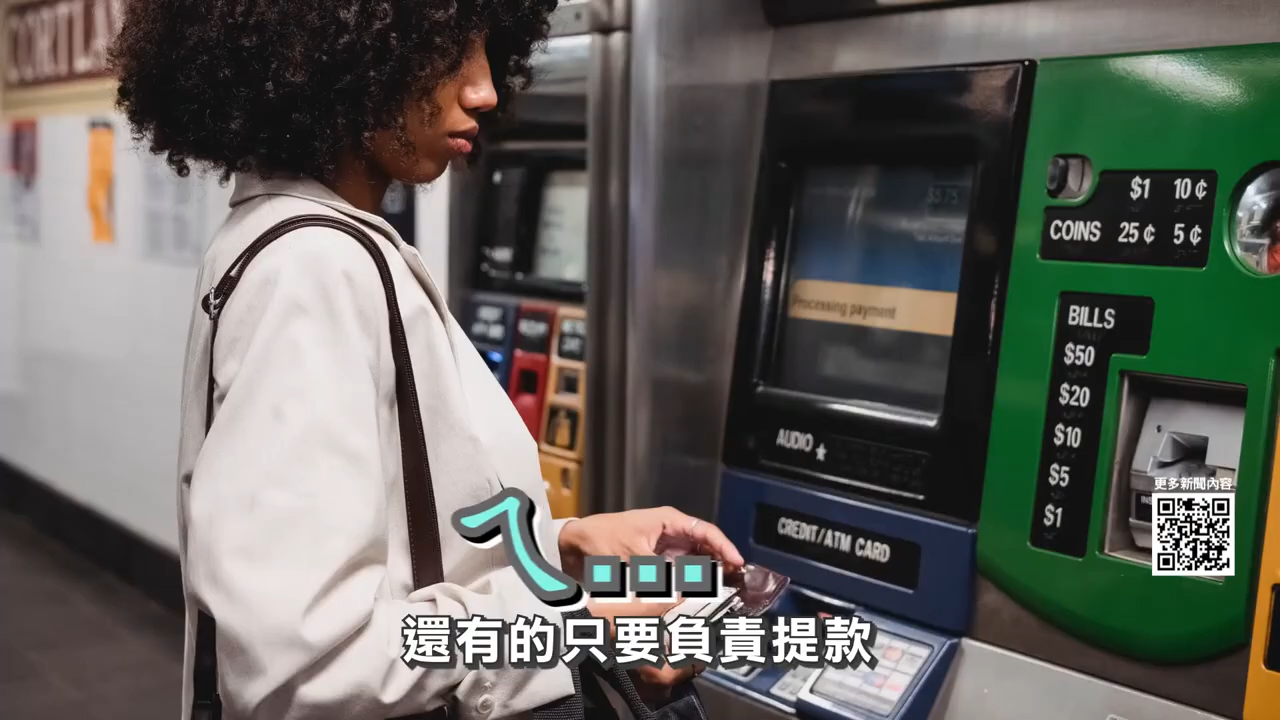 CORTLAN
$1 10¢
COINS 25¢ 5¢
BILLS
$50
$20
$10
$5
$1
Processing payment
AUDIO
CREDIT/ATM CARD
更多新聞內容
ㄟ...
還有的只要負責提款